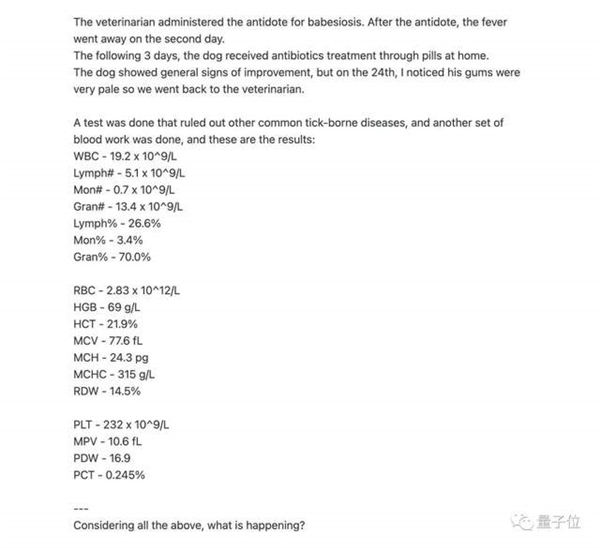 The veterinarian administered the antidote for babesiosis. After the antidote, the fever
went away on the second day.
The following 3 days, the dog received antibiotics treatment through pills at home.
The dog showed general signs of improvement, but on the 24th, I noticed his gums were
very pale so we went back to the veterinarian.
A test was done that ruled out other common tick-borne diseases, and another set of
blood work was done, and these are the results:
WBC - 19.2 x 10^9/L
Lymph# - 5.1 x 10^9/L
Mon# - 0.7 x 10^9/L
Gran# - 13.4 x 10^9/L
Lymph% - 26.6%
Mon% - 3.4%
Gran% - 70.0%
RBC - 2.83 x 10^12/L
HGB - 69 g/L
HCT - 21.9%
MCV - 77.6 fL
MCH - 24.3 pg
MCHC - 315 g/L
RDW - 14.5%
PLT - 232 x 10^9/L
MPV - 10.6 fL
PDW - 16.9
PCT - 0.245%
---
Considering all the above, what is happening?
量子位